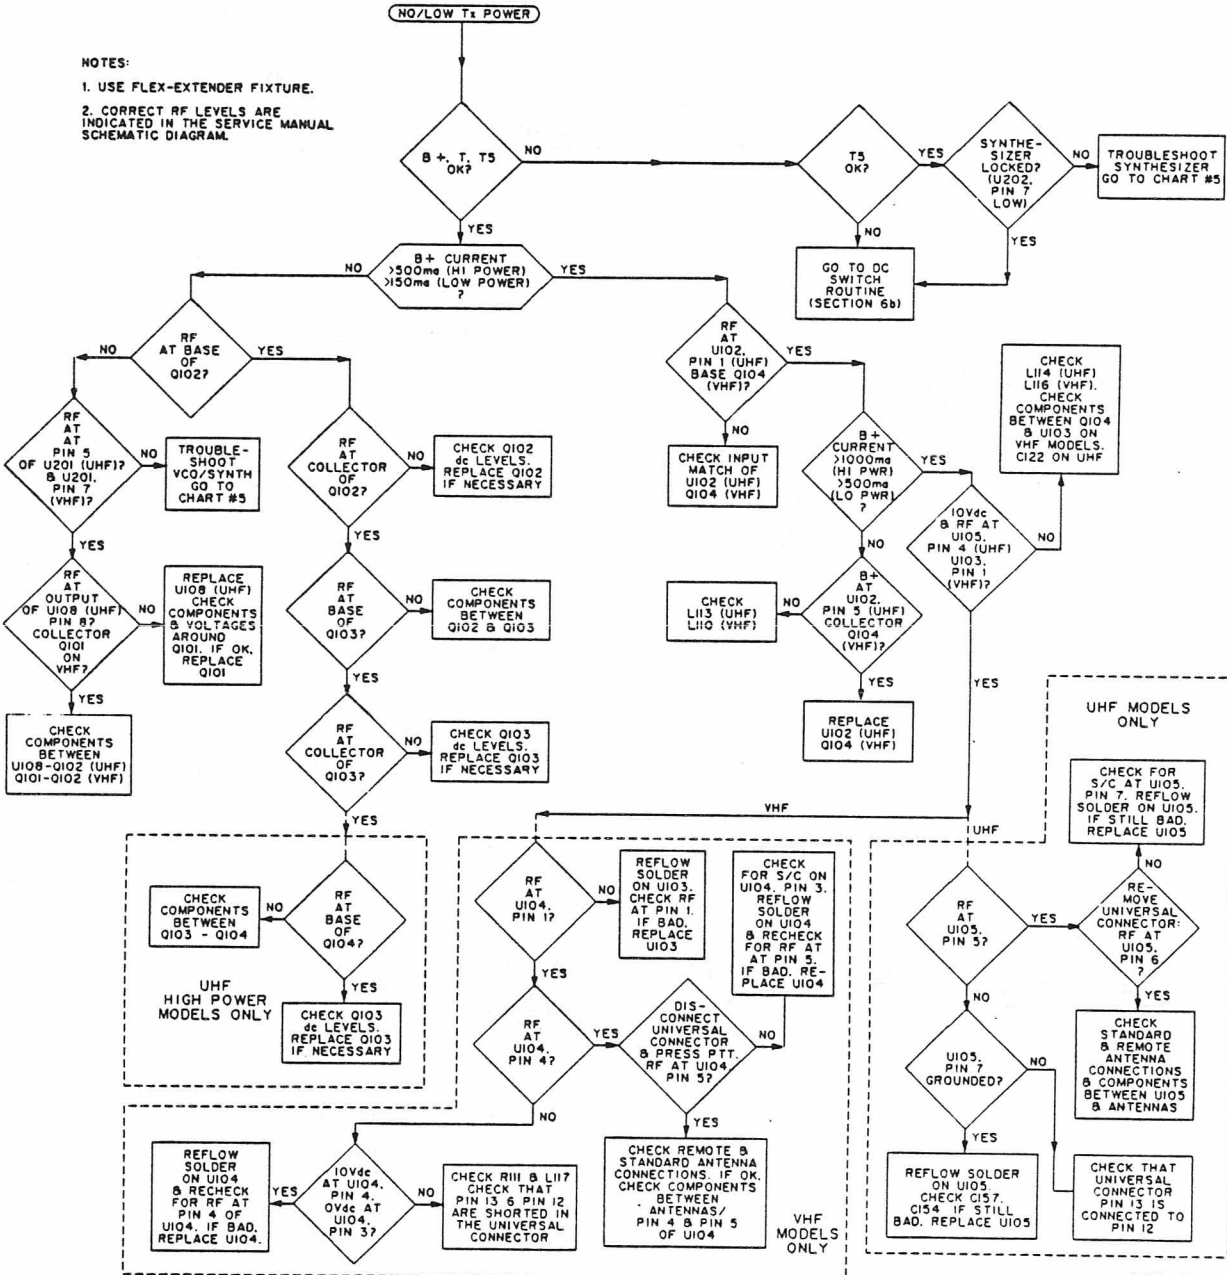 NO/LOW Tx POWER
NOTES:
1. USE FLEX-EXTENDER FIXTURE.
2. CORRECT RF LEVELS ARE
INDICATED IN THE SERVICE MANUAL
SCHEMATIC DIAGRAM.
B +, T, T5
OK?
NO
YES
T5
OK?
YES
NO
SYNTHE-
SIZER
LOCKED?
(U202,
PIN 7
LOW)
NO
YES
TROUBLESHOOT
SYNTHESIZER
GO TO CHART #5
GO TO DC
SWITCH
ROUTINE
(SECTION 6b)
B+ CURRENT
>500ma (HI POWER)
>150ma (LOW POWER)
?
NO
YES
RF
AT BASE
OF
Q102?
NO
YES
RF
AT
AT
PIN 5
OF U201 (UHF)?
& U201,
PIN 7
(VHF)?
NO
YES
TROUBLE-
SHOOT
VCO/SYNTH
GO TO
CHART #5
RF
AT
OUTPUT
OF U108 (UHF)
PIN 8?
COLLECTOR
Q101
ON
VHF?
NO
YES
REPLACE
U108 (UHF)
CHECK
COMPONENTS
& VOLTAGES
AROUND
Q101. IF OK,
REPLACE
Q101
CHECK
COMPONENTS
BETWEEN
U108-Q102 (UHF)
Q101-Q102 (VHF)
RF
AT
COLLECTOR
OF
Q102?
NO
YES
CHECK Q102
dc LEVELS.
REPLACE Q102
IF NECESSARY
RF
AT
BASE
OF
Q103?
NO
YES
CHECK
COMPONENTS
BETWEEN
Q102 & Q103
RF
AT
COLLECTOR
OF
Q103?
NO
YES
CHECK Q103
dc LEVELS.
REPLACE Q103
IF NECESSARY
RF
AT
BASE
OF
Q104?
NO
YES
CHECK
COMPONENTS
BETWEEN
Q103 - Q104
CHECK Q103
dc LEVELS.
REPLACE Q103
IF NECESSARY
UHF
HIGH POWER
MODELS ONLY
RF
AT
U102,
PIN 1 (UHF)
BASE Q104
(VHF)?
YES
NO
CHECK INPUT
MATCH OF
U102 (UHF)
Q104 (VHF)
B+
CURRENT
>1000ma
(HI PWR)
>500ma
(LO PWR)
?
YES
NO
B+
AT
U102,
PIN 5 (UHF)
COLLECTOR
Q104
(VHF)?
NO
YES
CHECK
L113 (UHF)
L110 (VHF)
REPLACE
U102 (UHF)
Q104 (VHF)
10Vdc
& RF AT
U105,
PIN 4 (UHF)
U103,
PIN 1
(VHF)?
NO
YES
CHECK
L114 (UHF)
L116 (VHF).
CHECK
COMPONENTS
BETWEEN Q104
& U103 ON
VHF MODELS.
C122 ON UHF
VHF
UHF
RF
AT
U104,
PIN 1?
NO
YES
REFLOW
SOLDER
ON U103.
CHECK RF
AT PIN 1.
IF BAD,
REPLACE
U103
RF
AT
U104,
PIN 4?
YES
NO
DIS-
CONNECT
UNIVERSAL
CONNECTOR
& PRESS PTT.
RF AT U104,
PIN 5?
NO
YES
CHECK
FOR S/C ON
U104, PIN 3.
REFLOW
SOLDER
ON U104
& RECHECK
FOR RF AT
AT PIN 5.
IF BAD, RE-
PLACE U104
CHECK REMOTE &
STANDARD ANTENNA
CONNECTIONS. IF OK,
CHECK COMPONENTS
BETWEEN
ANTENNAS/
PIN 4 & PIN 5
OF U104
10Vdc
AT U104,
PIN 4,
0Vdc AT
U104,
PIN 3?
YES
NO
REFLOW
SOLDER
ON U104
& RECHECK
FOR RF AT
PIN 4 OF
U104. IF BAD,
REPLACE U104.
CHECK R111 & L117
CHECK THAT
PIN 13 6 PIN 12
ARE SHORTED IN
THE UNIVERSAL
CONNECTOR
VHF
MODELS
ONLY
UHF MODELS
ONLY
RF
AT
U105,
PIN 5?
YES
NO
RE-
MOVE
UNIVERSAL
CONNECTOR:
RF AT
U105,
PIN 6
?
NO
YES
CHECK FOR
S/C AT U105,
PIN 7. REFLOW
SOLDER ON U105.
IF STILL BAD,
REPLACE U105
CHECK
STANDARD
& REMOTE
ANTENNA
CONNECTIONS
& COMPONENTS
BETWEEN U105
& ANTENNAS
U105,
PIN 7
GROUNDED?
NO
YES
REFLOW SOLDER
ON U105.
CHECK C157,
C154 IF STILL
BAD, REPLACE U105
CHECK THAT
UNIVERSAL
CONNECTOR
PIN 13 IS
CONNECTED TO
PIN 12